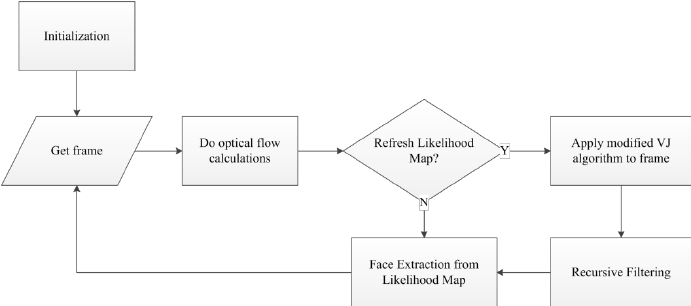 Initialization
Get frame
Do optical flow
calculations
Refresh Likelihood
Map?
Y
Apply modified VJ
algorithm to frame
N
Face Extraction from
Likelihood Map
Recursive Filtering